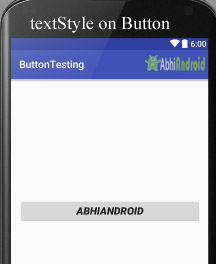 textStyle on Button
6:00
ButtonTesting AbhiAndroid
ABHIANDROID